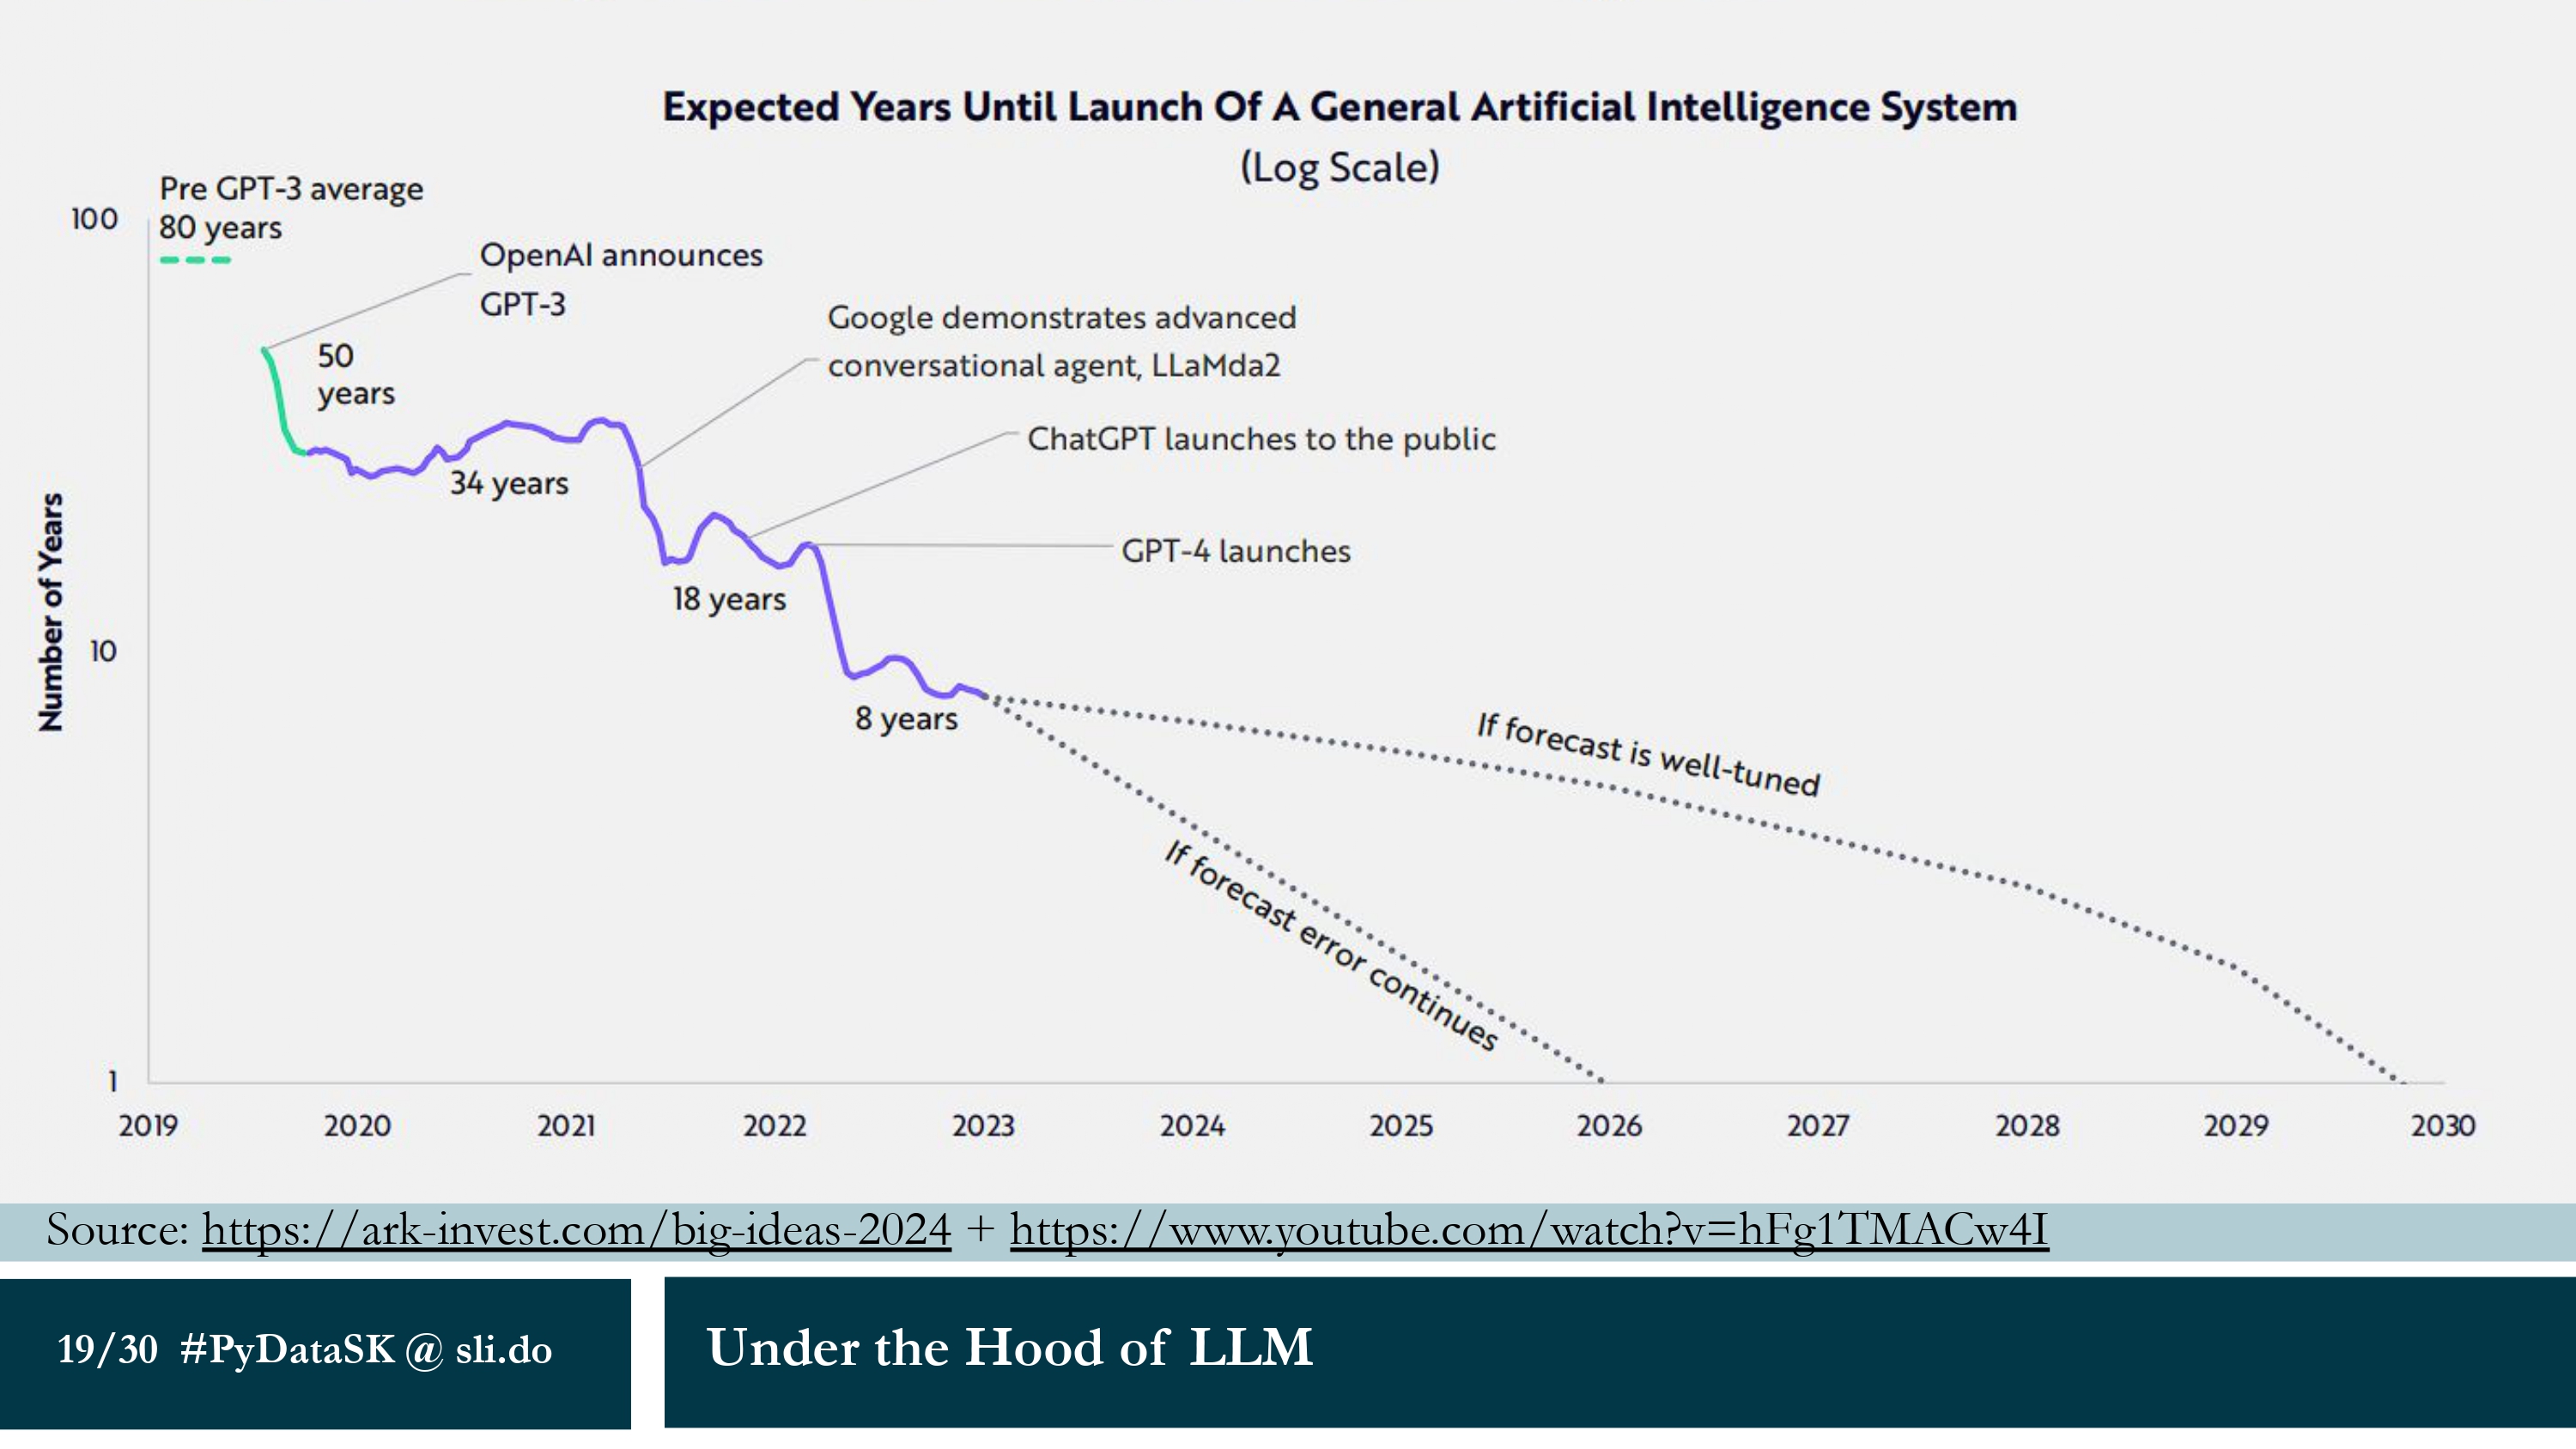 Expected Years Until Launch Of A General Artificial Intelligence System
(Log Scale)
Pre GPT-3 average
80 years
100
OpenAI announces
GPT-3
50
years
Google demonstrates advanced
conversational agent, LLaMda2
ChatGPT launches to the public
34 years
GPT-4 launches
18 years
Number of Years
10
8 years
If forecast is well-tuned
If forecast error continues
1
2019 2020 2021 2022 2023 2024 2025 2026 2027 2028 2029 2030
Source: https://ark-invest.com/big-ideas-2024 + https://www.youtube.com/watch?v=hFg1TMACw4I
19/30 #PyDataSK @ sli.do
Under the Hood of LLM